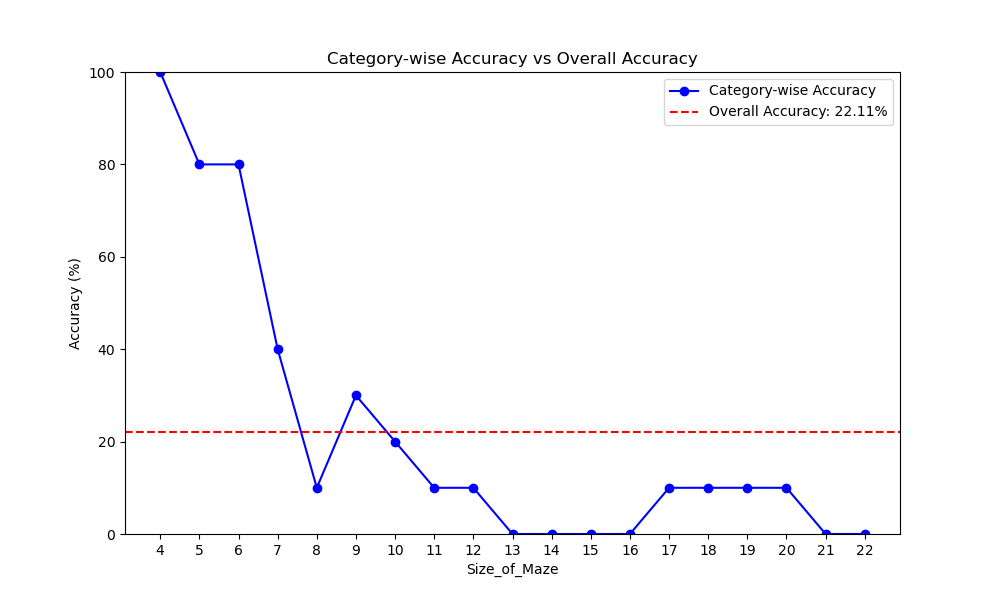 Category-wise Accuracy vs Overall Accuracy
Category-wise Accuracy
Overall Accuracy: 22.11%
Accuracy (%)
100
80
60
40
20
0
4 5 6 7 8 9 10 11 12 13 14 15 16 17 18 19 20 21 22
Size_of_Maze